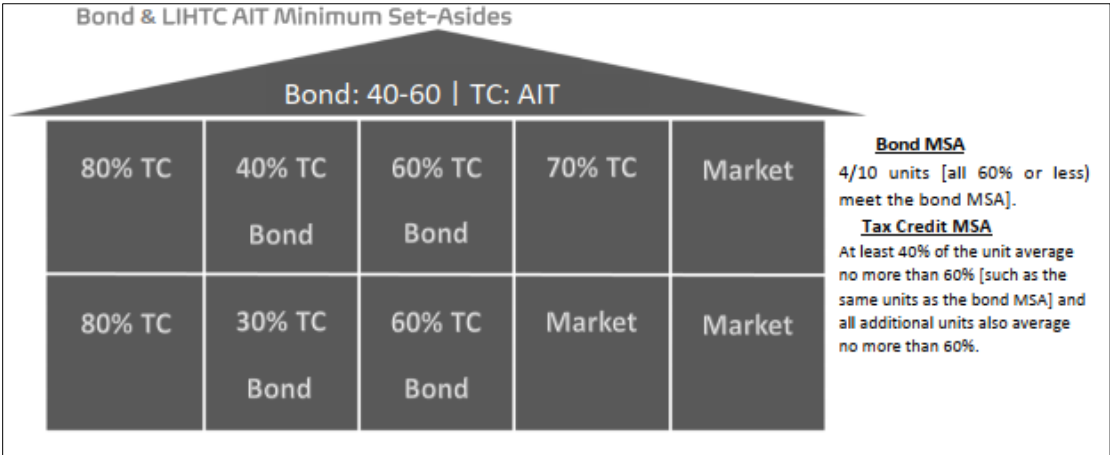 Bond & LIHTC AIT Minimum Set-Asides
Bond: 40-60 | TC: AIT
80% TC
40% TC
Bond
60% TC
Bond
70% TC
Market
80% TC
30% TC
Bond
60% TC
Bond
Market
Market
Bond MSA
4/10 units [all 60% or less)
meet the bond MSA].
Tax Credit MSA
At least 40% of the unit average
no more than 60% [such as the
same units as the bond MSA] and
all additional units also average
no more than 60%.